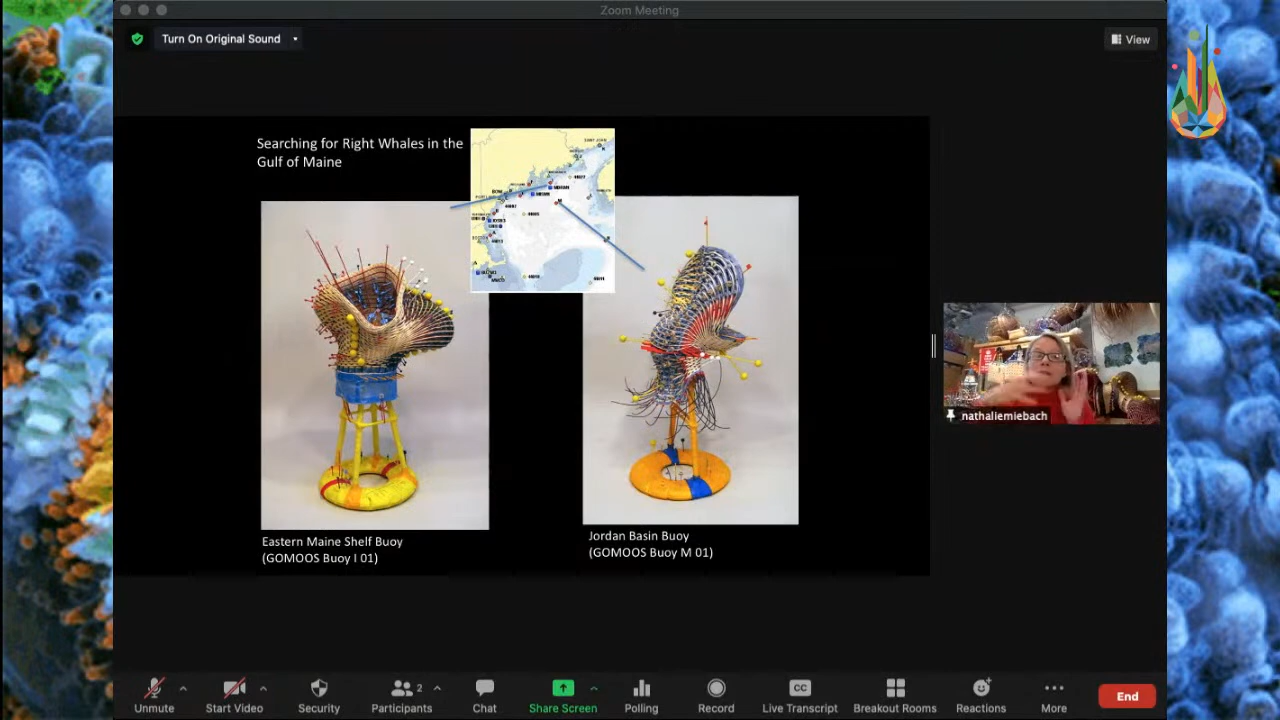 Zoom Meeting
Turn On Original Sound
View
Searching for Right Whales in the
Gulf of Maine
nathaliemiebach
Eastern Maine Shelf Buoy
(GOMOOS Buoy I 01)
Jordan Basin Buoy
(GOMOOS Buoy M 01)
Unmute
Start Video
Security
Participants
2
Chat
Share Screen
Polling
Record
CC
Live Transcript
Breakout Rooms
Reactions
More
End